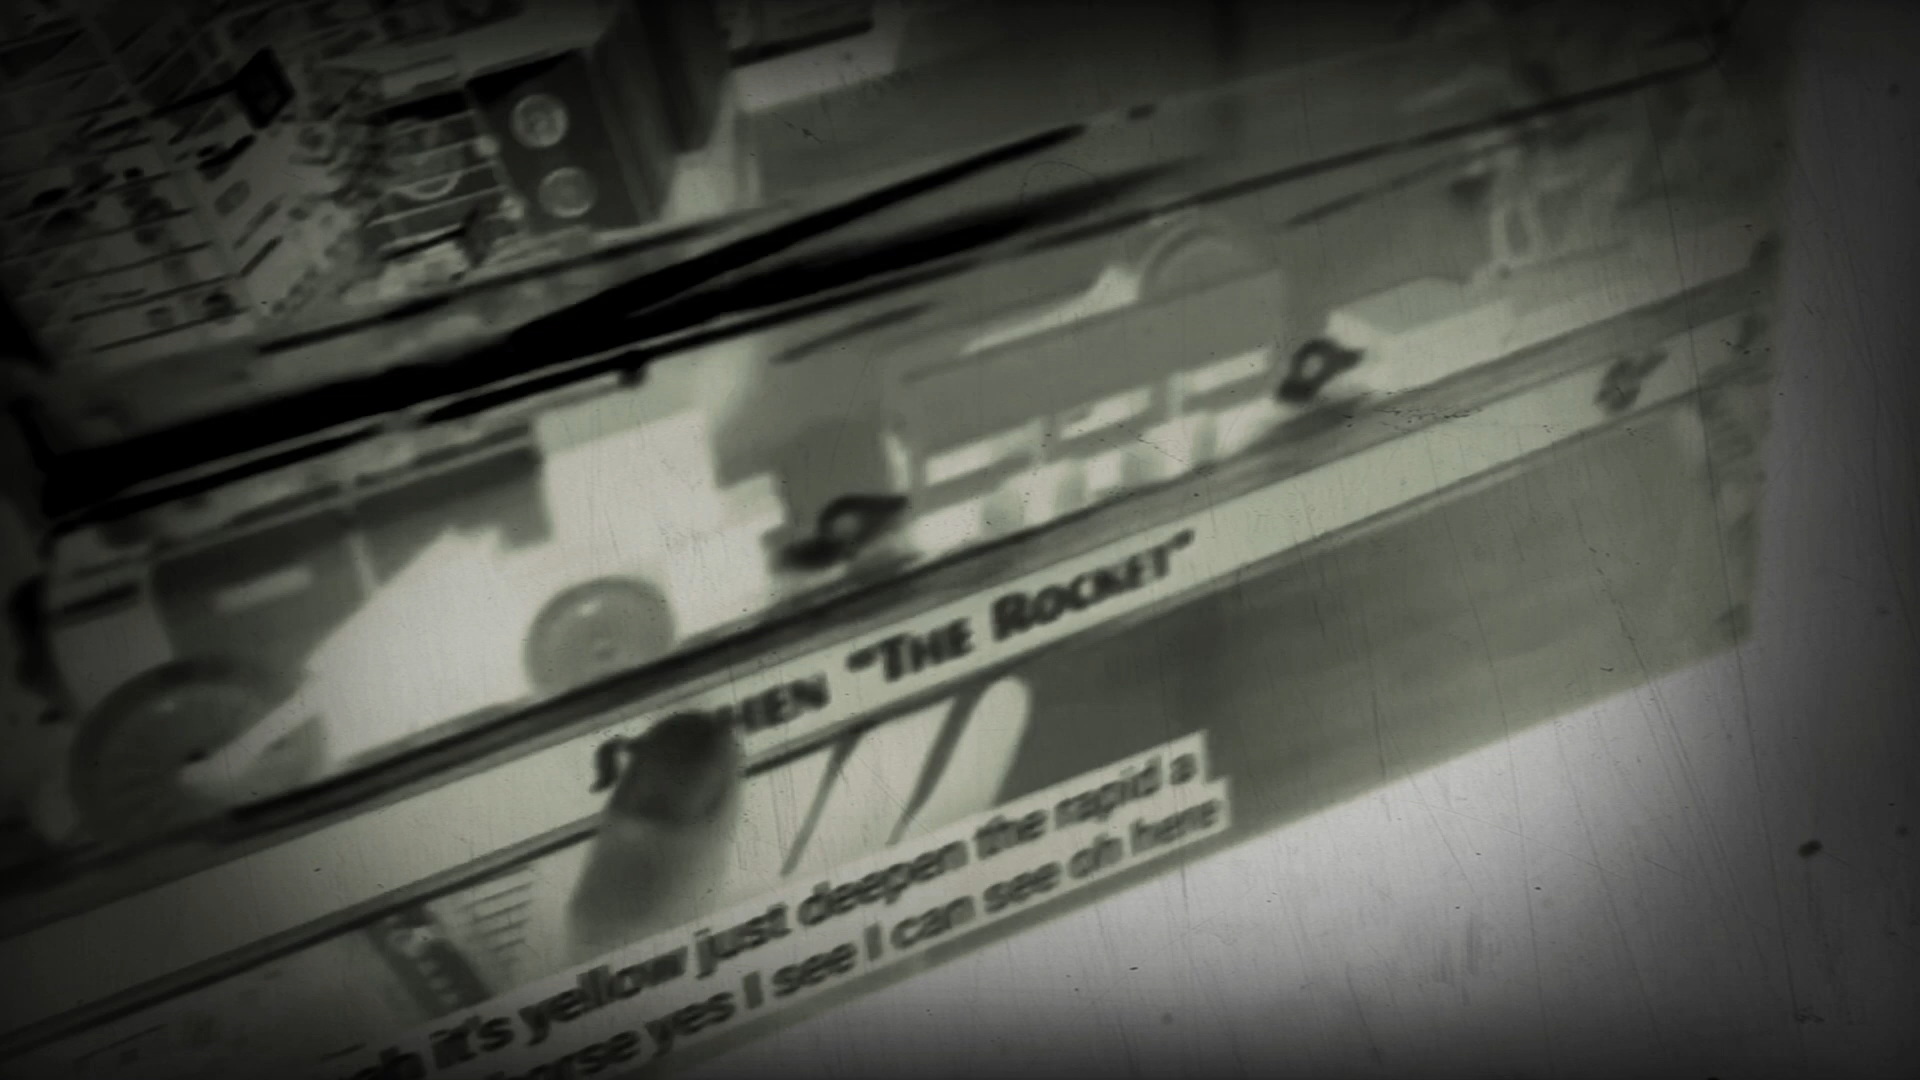 "THE ROCKET"
it's yellow just deepen the rapid a
yes I see I can see oh here